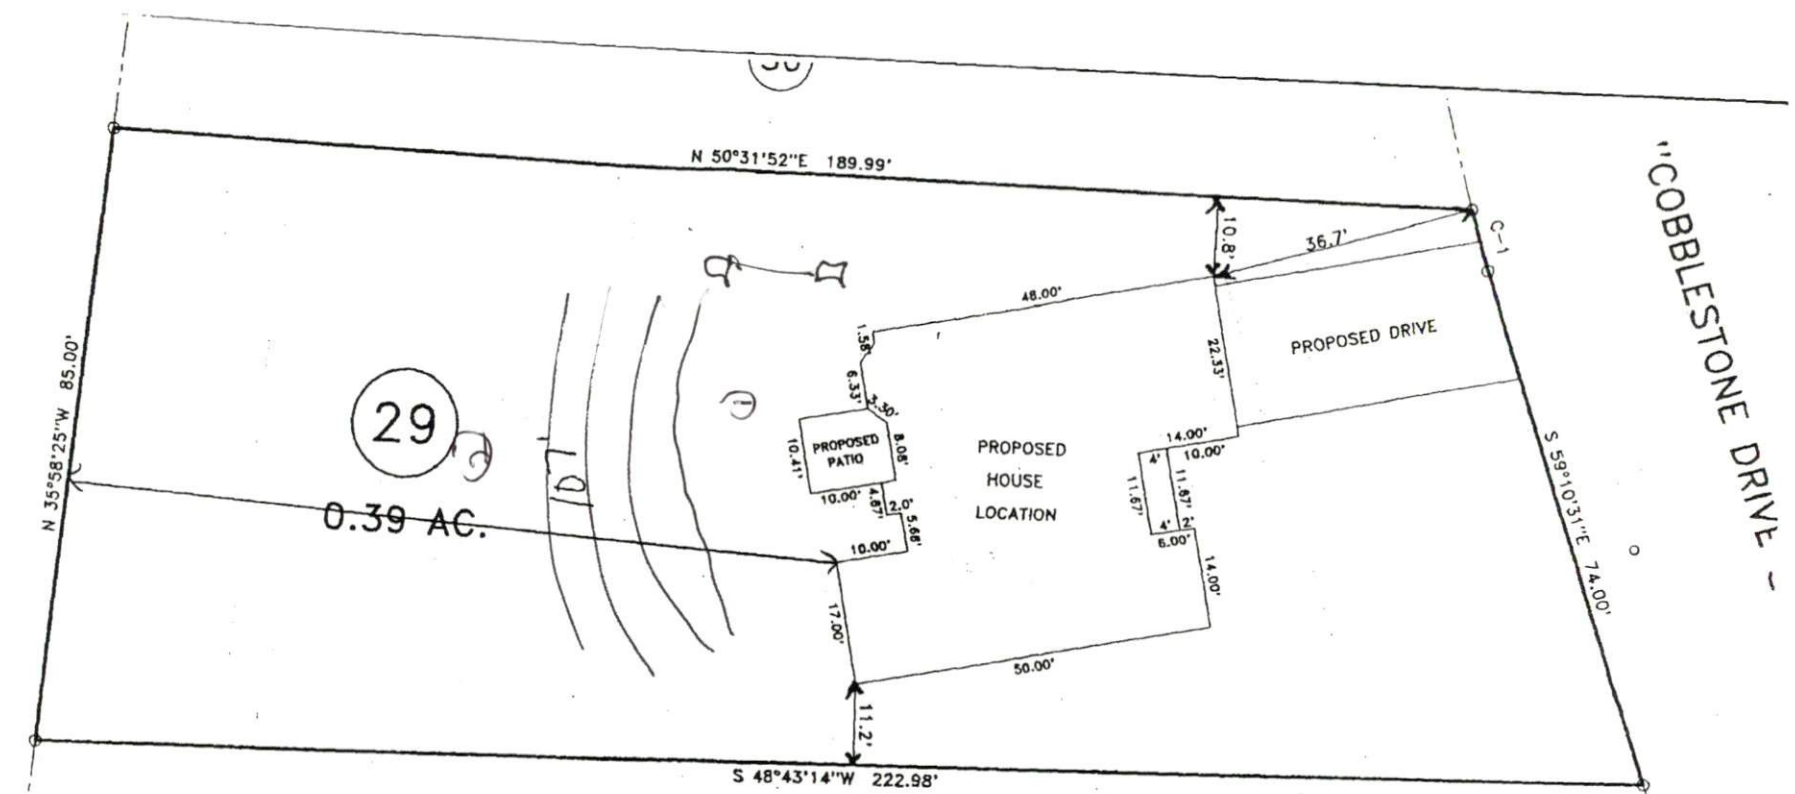 N 50°31'52"E 189.99'
"COBBLESTONE DRIVE -
C-1
10.8'
36.7'
48.00'
PROPOSED DRIVE
22.33'
1.58'
6.33'
3.30'
N 35°58'25"W 85.00'
29
0.39 AC.
PROPOSED
PATIO
10.41'
8.08'
10.00'
4.67'
2.0'
5.66'
10.00'
PROPOSED
HOUSE
LOCATION
14.00'
4'
10.00'
11.67'
11.67'
4'
2'
6.00'
14.00'
S 59°10'31"E 74.00'
17.00'
50.00'
11.2'
S 48°43'14"W 222.98'